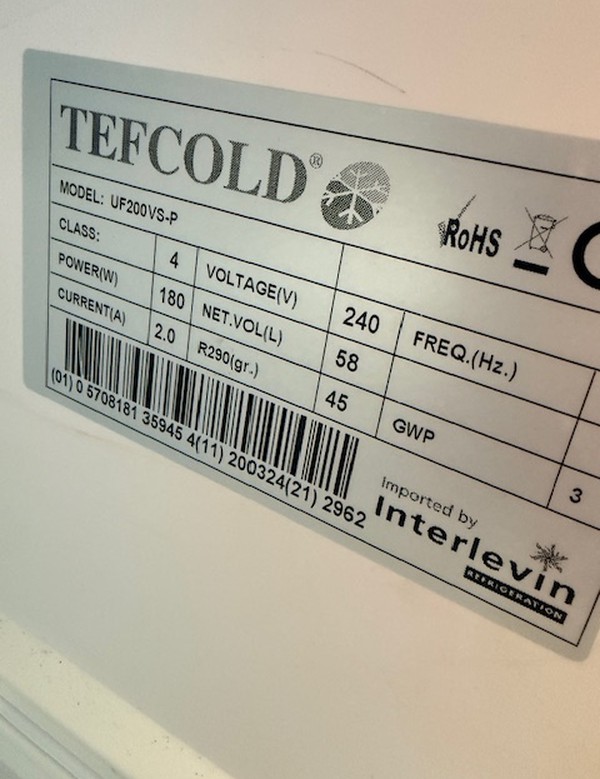 TEFCOLD®
RoHS
MODEL: UF200VS-P
CLASS: 4 VOLTAGE(V) 240 FREQ.(Hz.)
POWER(W) 180 NET.VOL(L) 58
CURRENT(A) 2.0 R290(gr.) 45 GWP 3
(01) 0 5708181 35945 4(11) 200324(21) 2962
Imported by
Interlevin
REFRIGERATION